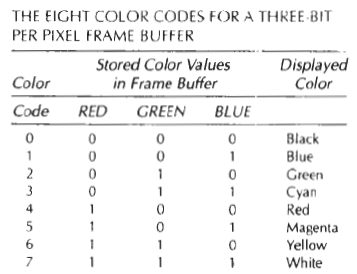 THE EIGHT COLOR CODES FOR A THREE-BIT
PER PIXEL FRAME BUFFER
Stored Color Values Displayed
Color in Frame Buffer Color
Code RED GREEN BLUE
0 0 0 0 Black
1 0 0 1 Blue
2 0 1 0 Green
3 0 1 1 Cyan
4 1 0 0 Red
5 1 0 1 Magenta
6 1 1 0 Yellow
7 1 1 1 White